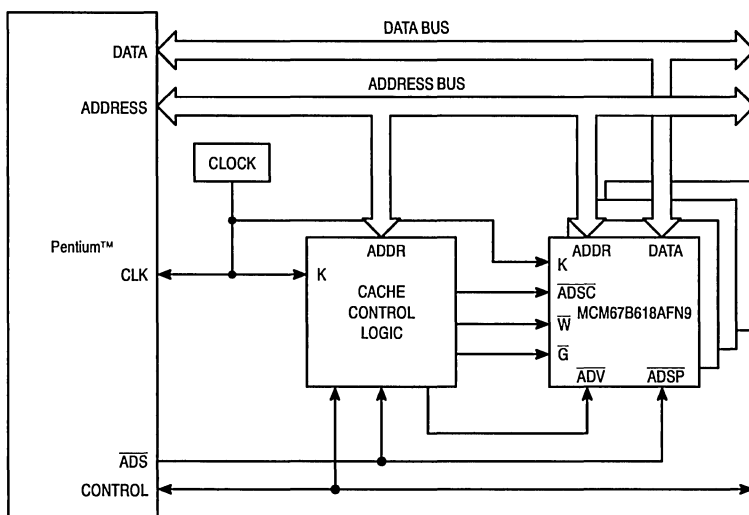 DATA BUS
DATA
ADDRESS BUS
ADDRESS
CLOCK
Pentium™
CLK
K
ADDR
CACHE
CONTROL
LOGIC
ADDR
DATA
K
ADSC
MCM67B618AFN9
W
G
ADV
ADSP
ADS
CONTROL